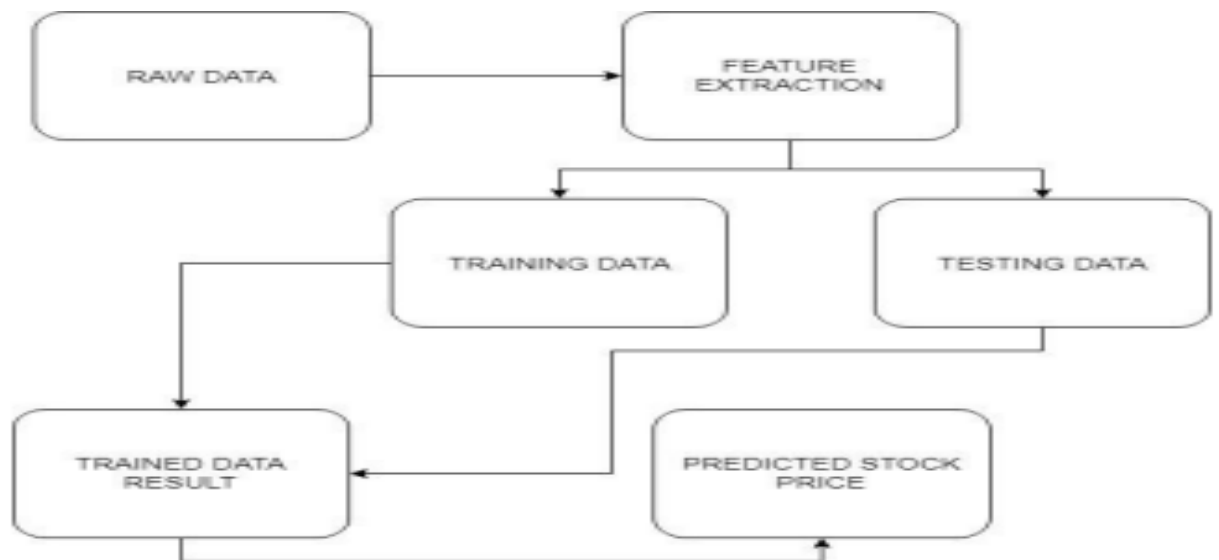 RAW DATA
FEATURE
EXTRACTION
TRAINING DATA
TESTING DATA
TRAINED DATA
RESULT
PREDICTED STOCK
PRICE